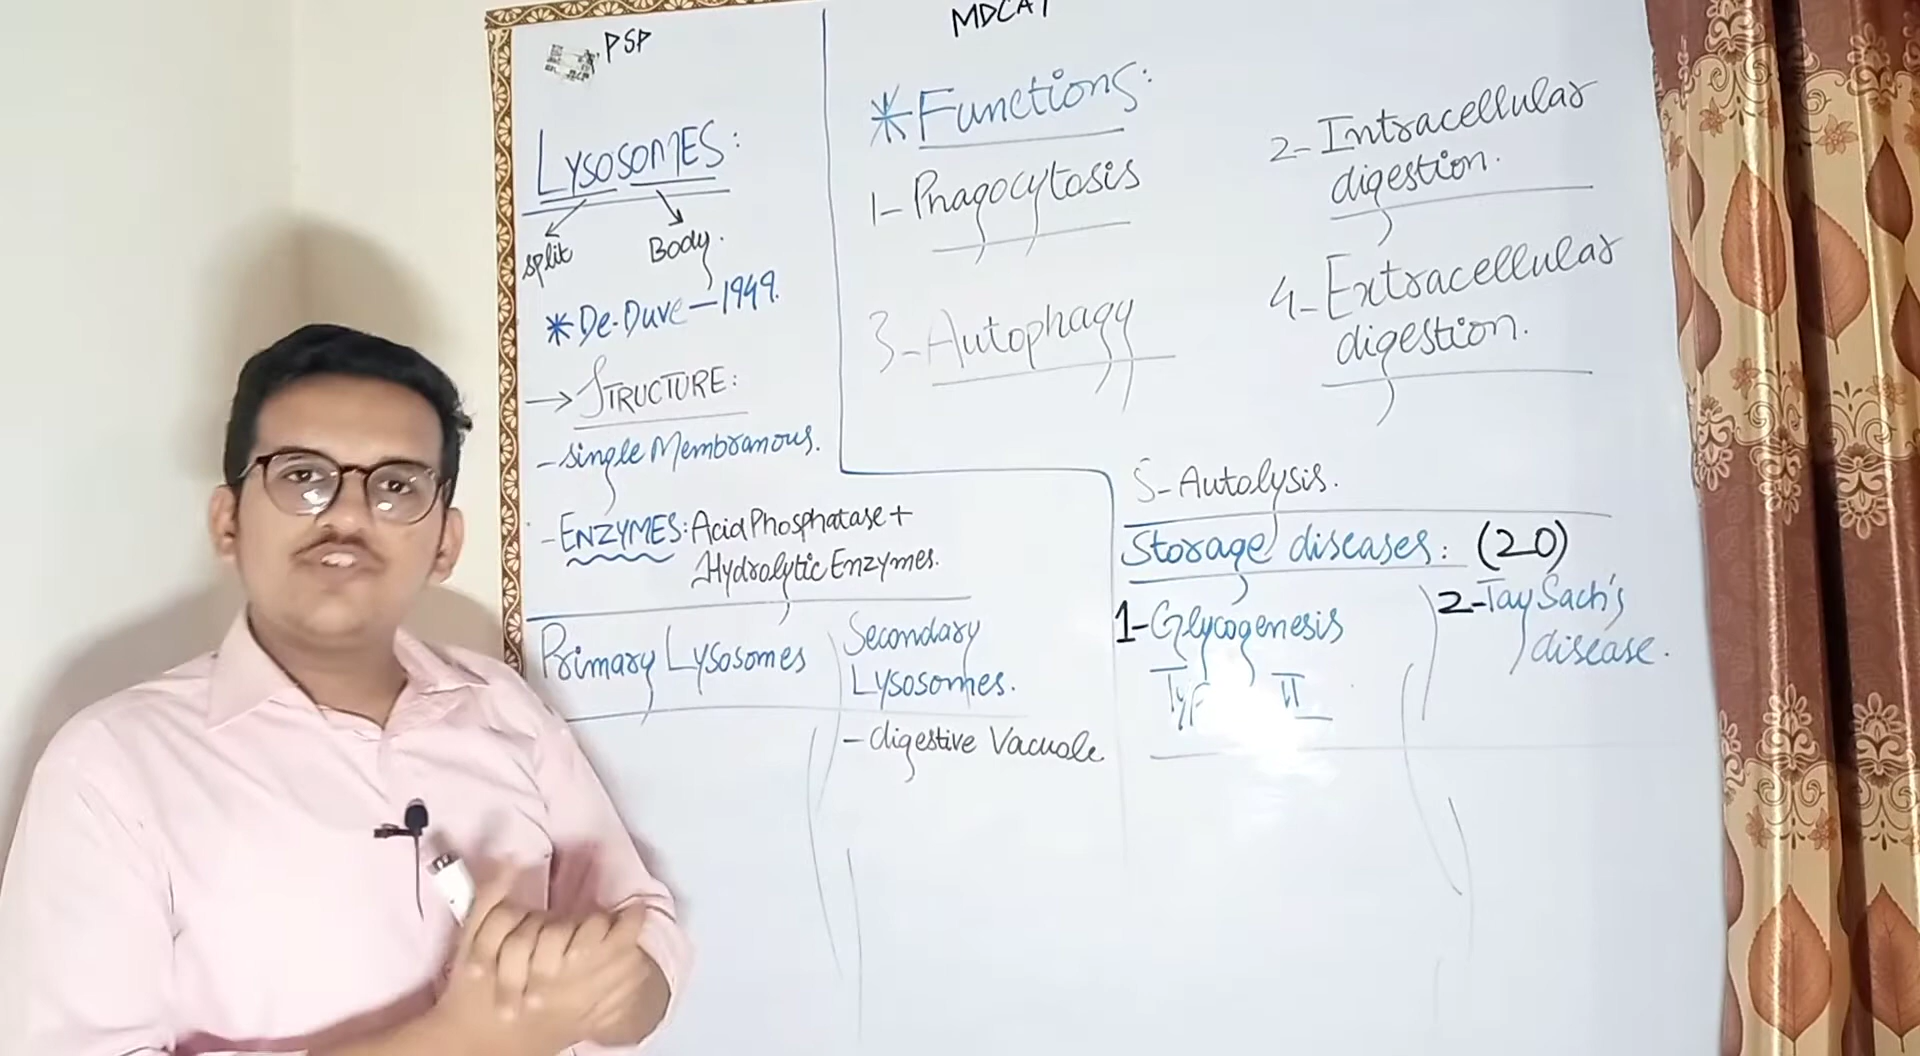 PSP
LYSOSOMES:
split
Body.
*De-Duve-1949.
→ STRUCTURE:
-single Membranous.
-ENZYMES: Acid Phosphatase +
Hydrolytic Enzymes.
Primary Lysosomes
Secondary
Lysosomes.
-digestive Vacuole
MDCAT
*Functions:
1-Phagocytosis
2-Intracellular
digestion.
3-Autophagy
4-Extracellular
digestion.
5-Autolysis.
Storage diseases: (20)
1-Glycogenesis
II
2-Tay Sach's
disease.